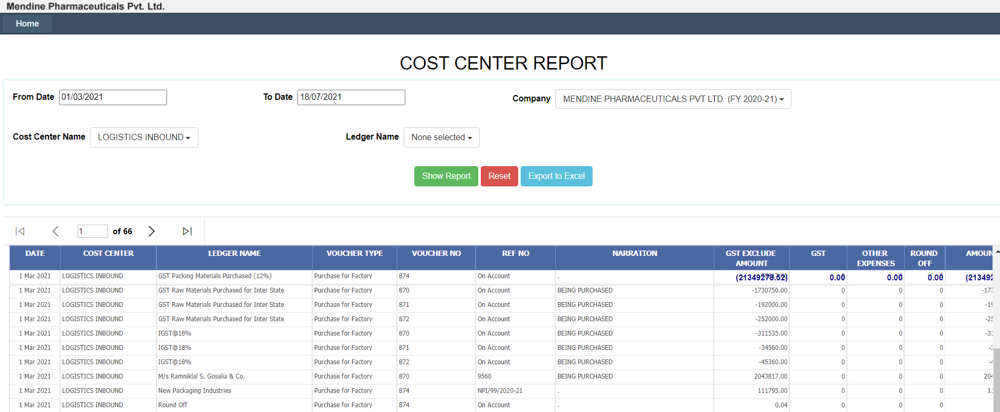 Mendine Pharmaceuticals Pvt. Ltd.
Home
COST CENTER REPORT
From Date 01/03/2021 To Date 18/07/2021 Company MENDINE PHARMACEUTICALS PVT LTD. (FY 2020-21)
Cost Center Name LOGISTICS INBOUND Ledger Name None selected
Show Report Reset Export to Excel
1 of 66
DATE COST CENTER LEDGER NAME VOUCHER TYPE VOUCHER NO REF NO NARRATION GST EXCLUDE AMOUNT GST OTHER EXPENSES ROUND OFF AMOUN
1 Mar 2021 LOGISTICS INBOUND GST Packing Materials Purchased (12%) Purchase for Factory 874 On Account . (21349278.52) 0.00 0.00 0.00 (213492
1 Mar 2021 LOGISTICS INBOUND GST Raw Materials Purchased for Inter State Purchase for Factory 870 On Account BEING PURCHASED -1730750.00 0 0 0 -173
1 Mar 2021 LOGISTICS INBOUND GST Raw Materials Purchased for Inter State Purchase for Factory 871 On Account BEING PURCHASED -192000.00 0 0 0 -19
1 Mar 2021 LOGISTICS INBOUND GST Raw Materials Purchased for Inter State Purchase for Factory 872 On Account BEING PURCHASED -252000.00 0 0 0 -25
1 Mar 2021 LOGISTICS INBOUND IGST@18% Purchase for Factory 870 On Account BEING PURCHASED -311535.00 0 0 0 -31
1 Mar 2021 LOGISTICS INBOUND IGST@18% Purchase for Factory 871 On Account BEING PURCHASED -34560.00 0 0 0
1 Mar 2021 LOGISTICS INBOUND IGST@18% Purchase for Factory 872 On Account BEING PURCHASED -45360.00 0 0 0
1 Mar 2021 LOGISTICS INBOUND M/s Ramniklal S. Gosalia & Co. Purchase for Factory 870 9560 BEING PURCHASED 2043817.00 0 0 0 204
1 Mar 2021 LOGISTICS INBOUND New Packaging Industries Purchase for Factory 874 NPI/99/2020-21 . 111795.00 0 0 0 11
1 Mar 2021 LOGISTICS INBOUND Round Off Purchase for Factory 874 On Account . 0.04 0 0 0